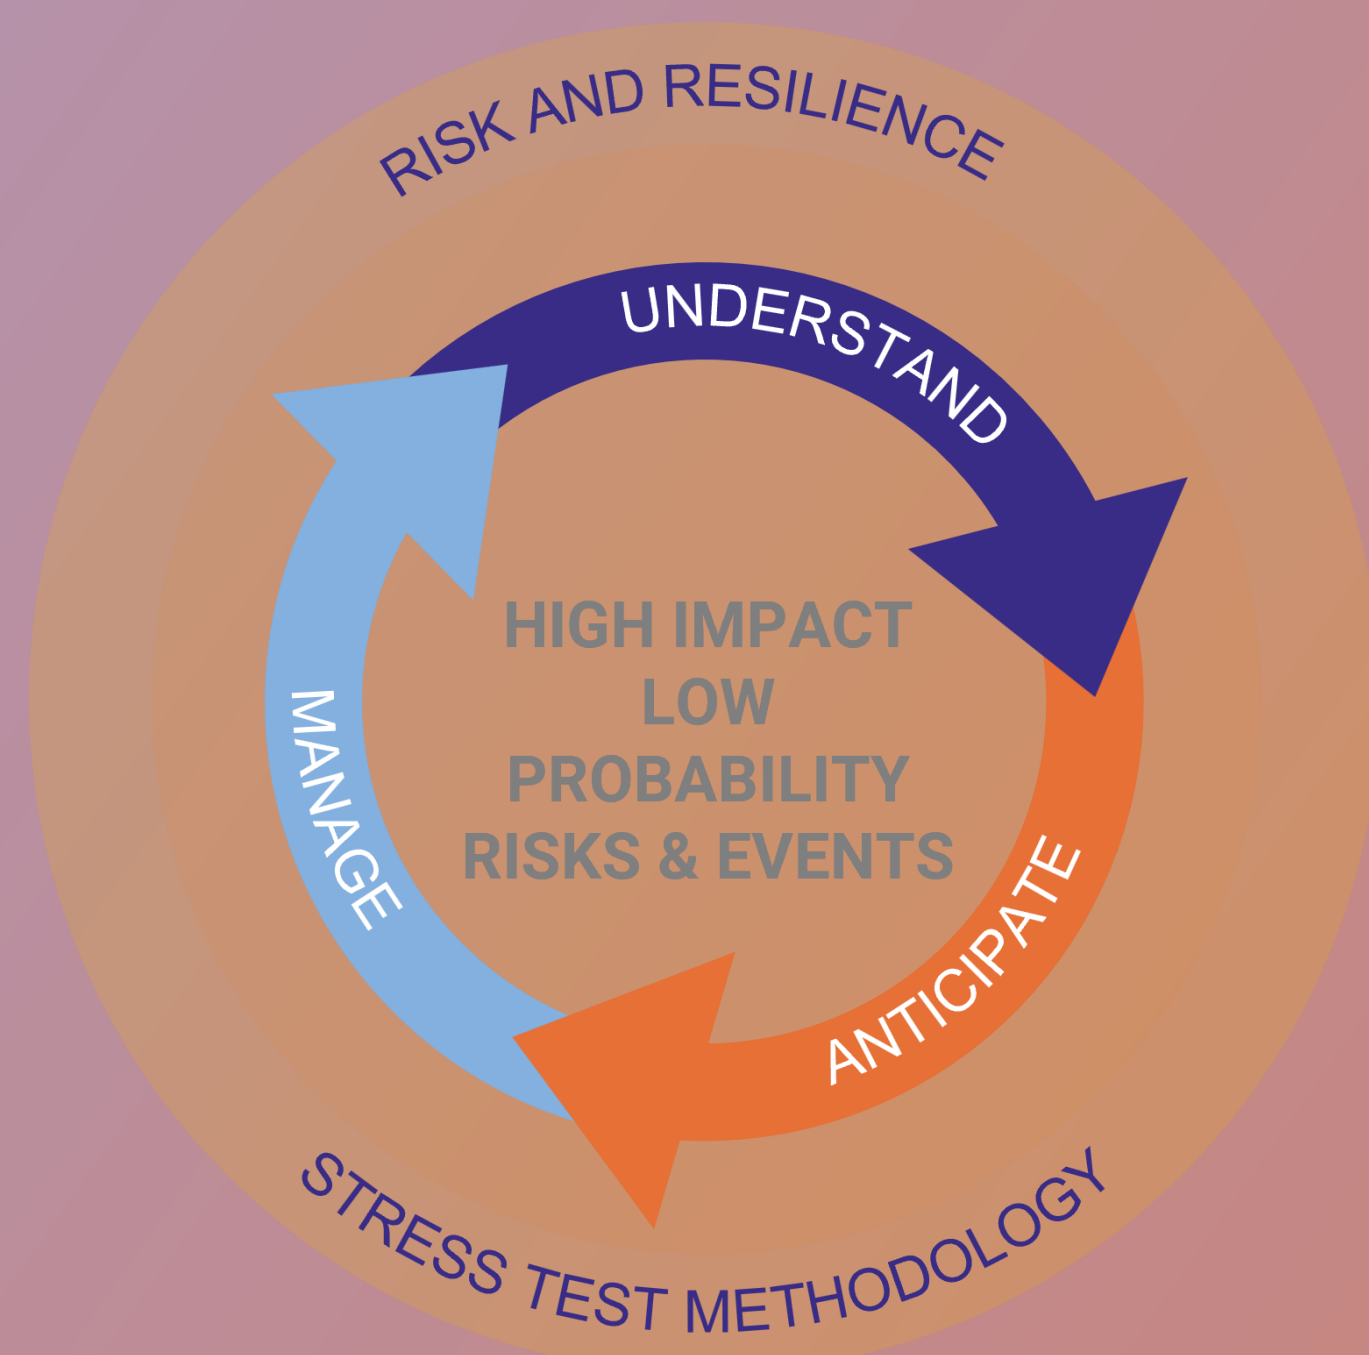 RISK AND RESILIENCE
UNDERSTAND
HIGH IMPACT
LOW
PROBABILITY
RISKS & EVENTS
MANAGE
ANTICIPATE
STRESS TEST METHODOLOGY